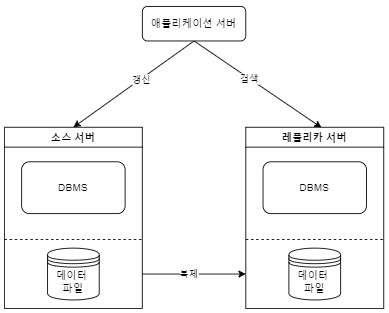 애플리케이션 서버
갱신
검색
소스 서버
레플리카 서버
DBMS
DBMS
데이터
파일
복제
데이터
파일